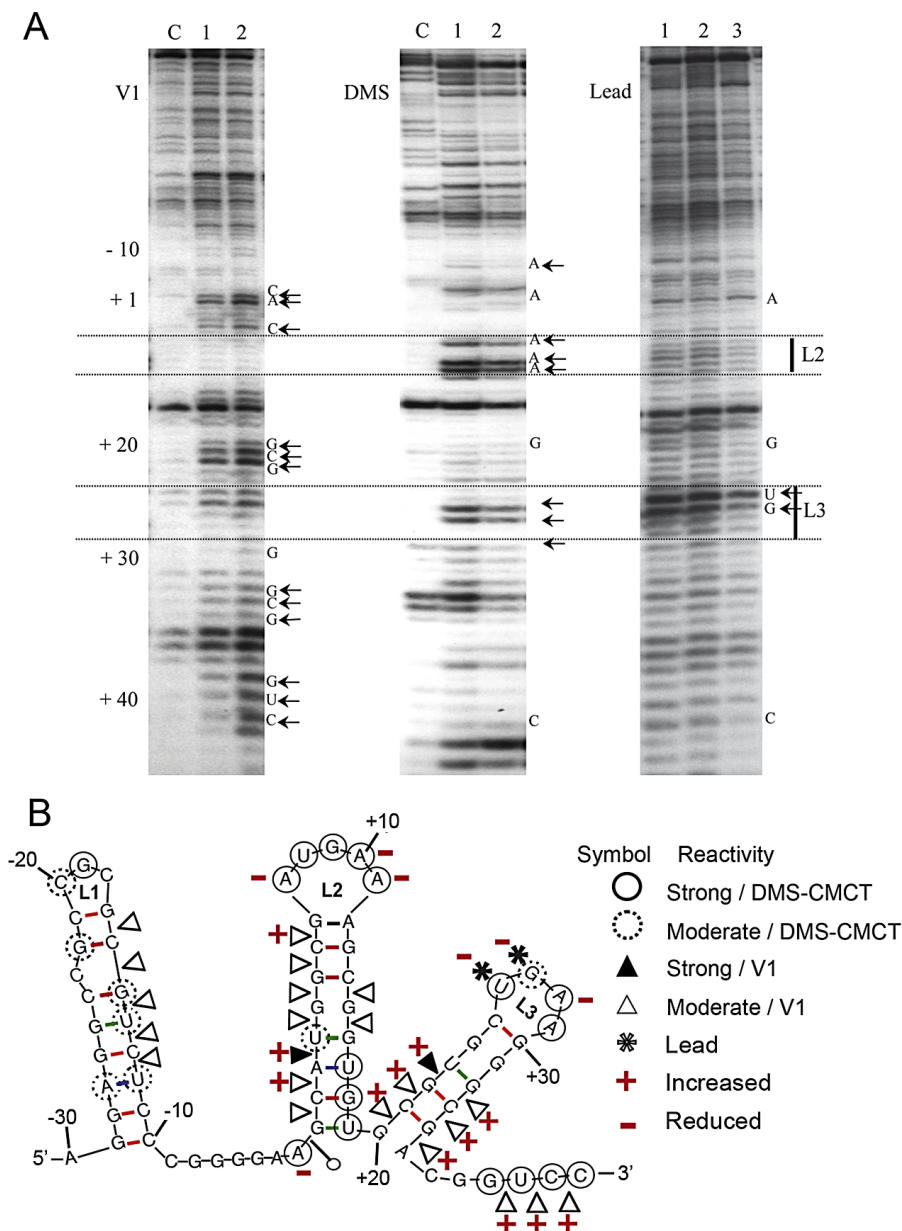 A
C 1 2
C 1 2
1 2 3
V1
DMS
Lead
- 10
+ 1
+ 20
+ 30
+ 40
C
A
C
G
C
G
G
G
C
G
G
U
C
A
A
A
A
A
G
C
A
L2
G
U
G
L3
C
B
-20
L1
-30
-10
5'- A G G A G G C C G C C G C G C G U C U C C C G G G G A A
+10
L2
G C A U G G C G A U G A A A G C G G U G U
+20
L3
+30
G C G U G C U G A A G G G C G A C G G U C C 3'
Symbol Reactivity
Strong / DMS-CMCT
Moderate / DMS-CMCT
Strong / V1
Moderate / V1
Lead
Increased
Reduced